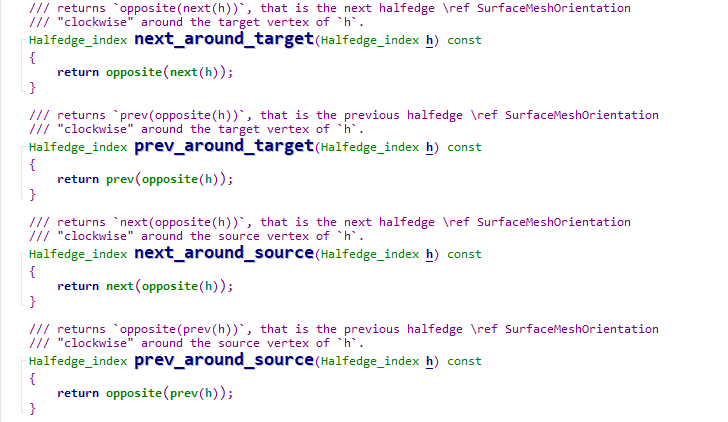 /// returns `opposite(next(h))`, that is the next halfedge \ref SurfaceMeshOrientation
/// "clockwise" around the target vertex of `h`.
Halfedge_index next_around_target(Halfedge_index h) const
{
return opposite(next(h));
}
/// returns `prev(opposite(h))`, that is the previous halfedge \ref SurfaceMeshOrientation
/// "clockwise" around the target vertex of `h`.
Halfedge_index prev_around_target(Halfedge_index h) const
{
return prev(opposite(h));
}
/// returns `next(opposite(h))`, that is the next halfedge \ref SurfaceMeshOrientation
/// "clockwise" around the source vertex of `h`.
Halfedge_index next_around_source(Halfedge_index h) const
{
return next(opposite(h));
}
/// returns `opposite(prev(h))`, that is the previous halfedge \ref SurfaceMeshOrientation
/// "clockwise" around the source vertex of `h`.
Halfedge_index prev_around_source(Halfedge_index h) const
{
return opposite(prev(h));
}